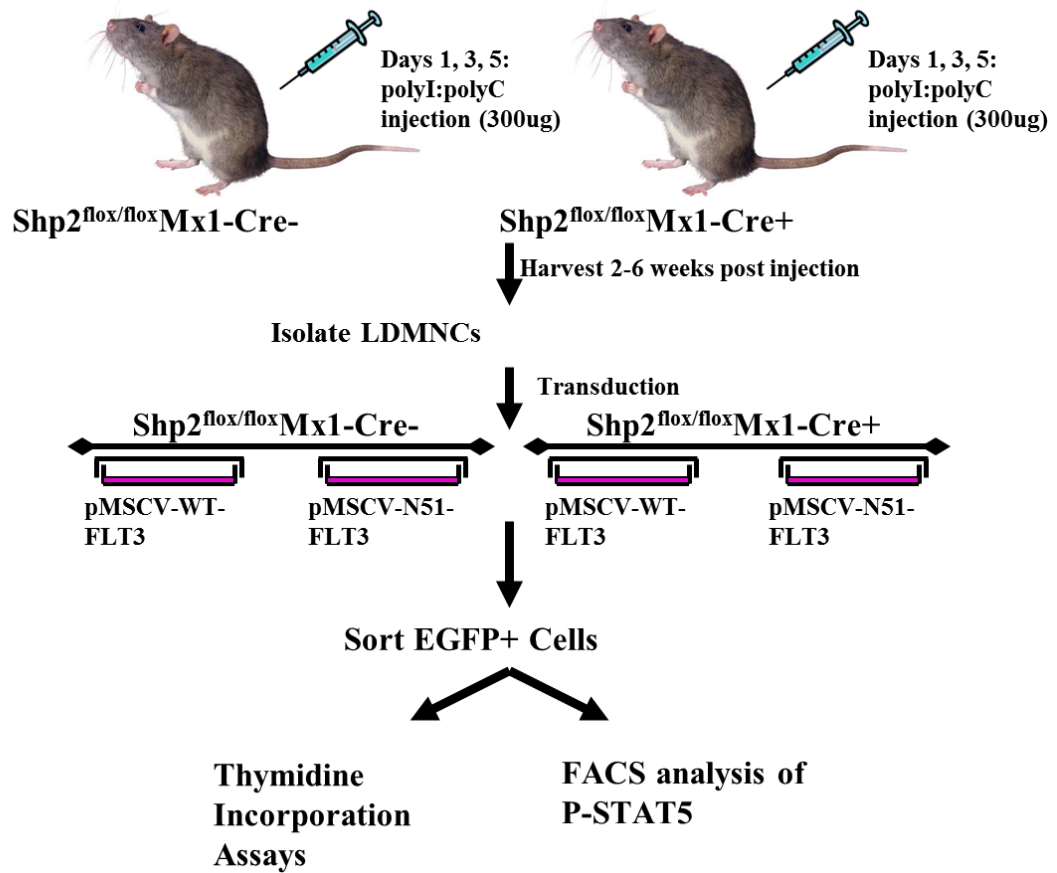 Days 1, 3, 5:
polyI:polyC
injection (300ug)
Days 1, 3, 5:
polyI:polyC
injection (300ug)
Shp2flox/floxMx1-Cre-
Shp2flox/floxMx1-Cre+
Harvest 2-6 weeks post injection
Isolate LDMNCs
Transduction
Shp2flox/floxMx1-Cre-
Shp2flox/floxMx1-Cre+
pMSCV-WT-
FLT3
pMSCV-N51-
FLT3
pMSCV-WT-
FLT3
pMSCV-N51-
FLT3
Sort EGFP+ Cells
Thymidine
Incorporation
Assays
FACS analysis of
P-STAT5